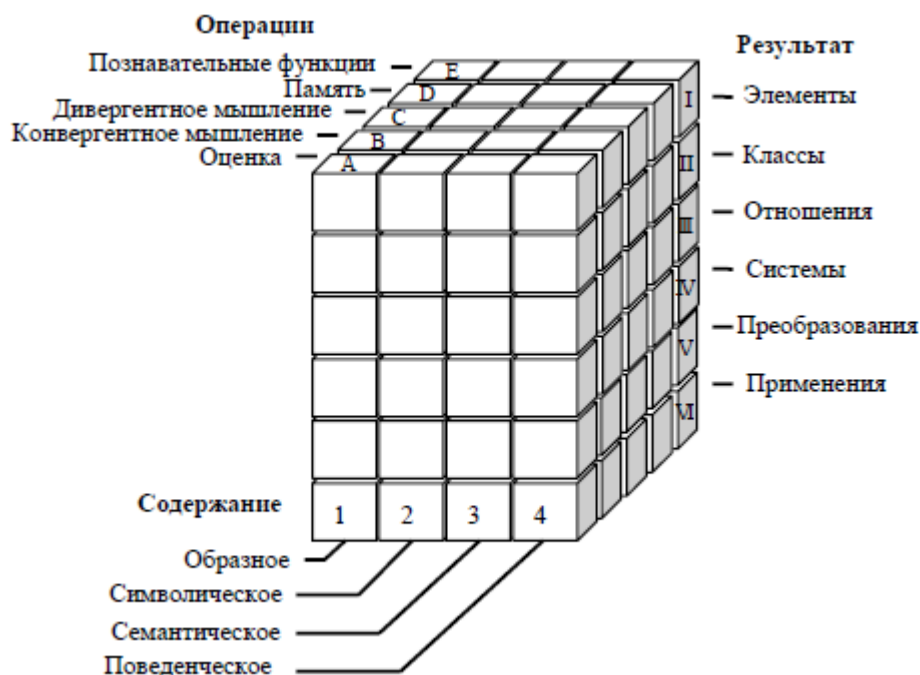 Операции
Познавательные функции
Память
Дивергентное мышление
Конвергентное мышление
Оценка
E
D
C
B
A
Результат
I
Элементы
II
Классы
III
Отношения
IV
Системы
V
Преобразования
VI
Применения
Содержание
1 2 3 4
Образное
Символическое
Семантическое
Поведенческое